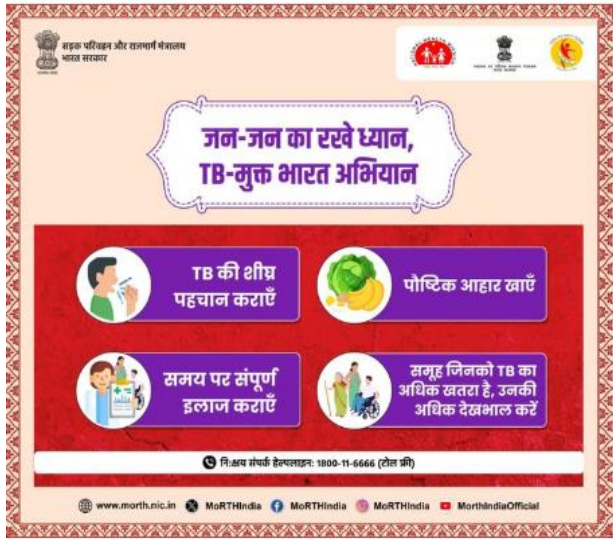 सड़क परिवहन और राजमार्ग मंत्रालय
भारत सरकार
जन-जन का रखे ध्यान,
TB-मुक्त भारत अभियान
TB की शीघ्र
पहचान कराएँ
पौष्टिक आहार खाएँ
समय पर संपूर्ण
इलाज कराएँ
समूह जिनको TB का
अधिक खतरा है, उनकी
अधिक देखभाल करें
नि:क्षय संपर्क हेल्पलाइन: 1800-11-6666 (टोल फ्री)
www.morth.nic.in MoRTHIndia MoRTHIndia MoRTHIndia MorthIndiaOfficial